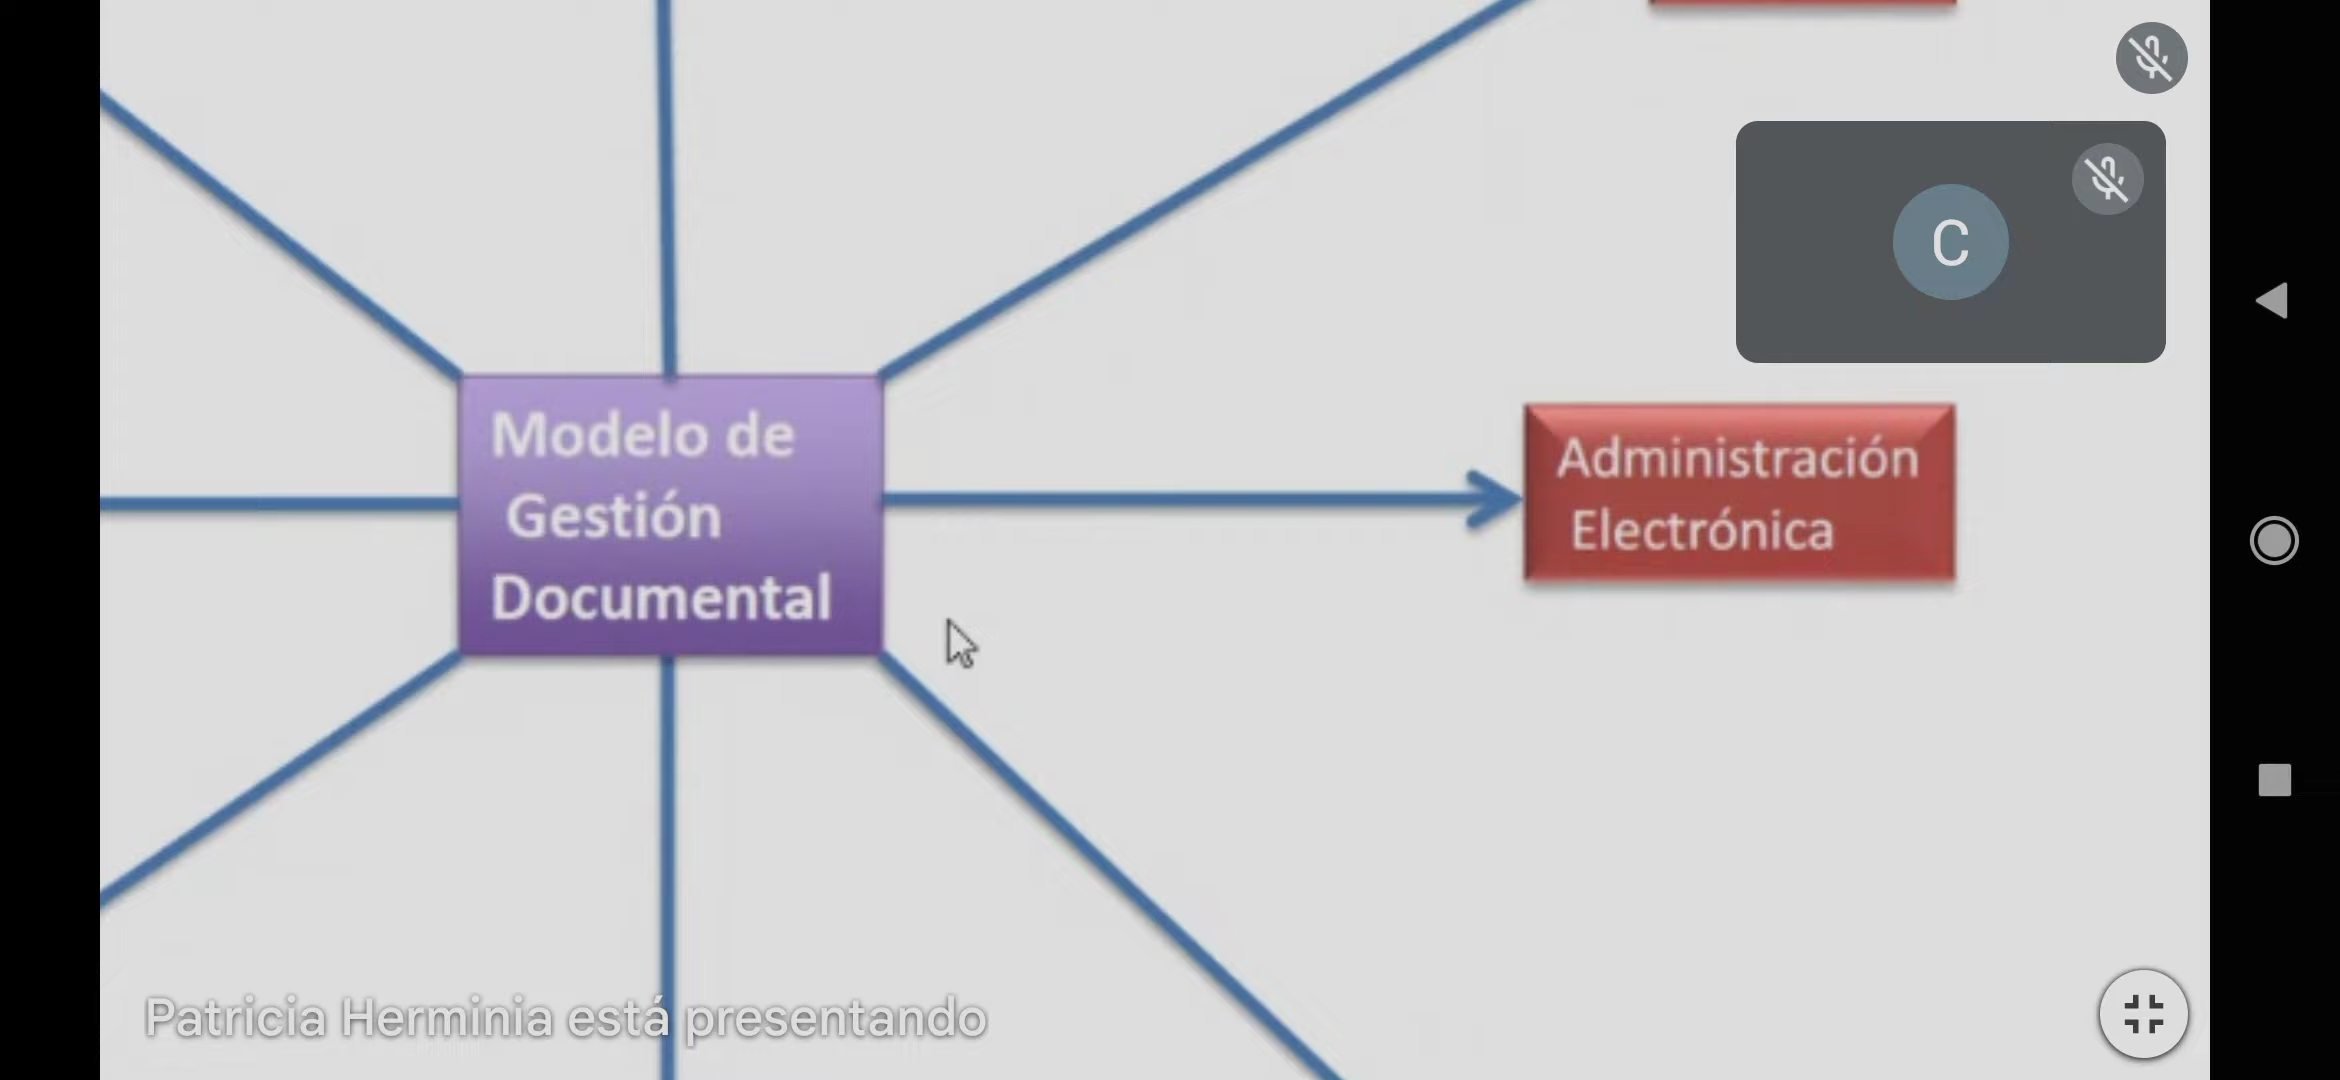 C
Modelo de
Gestión
Documental
Administración
Electrónica
Patricia Herminia está presentando